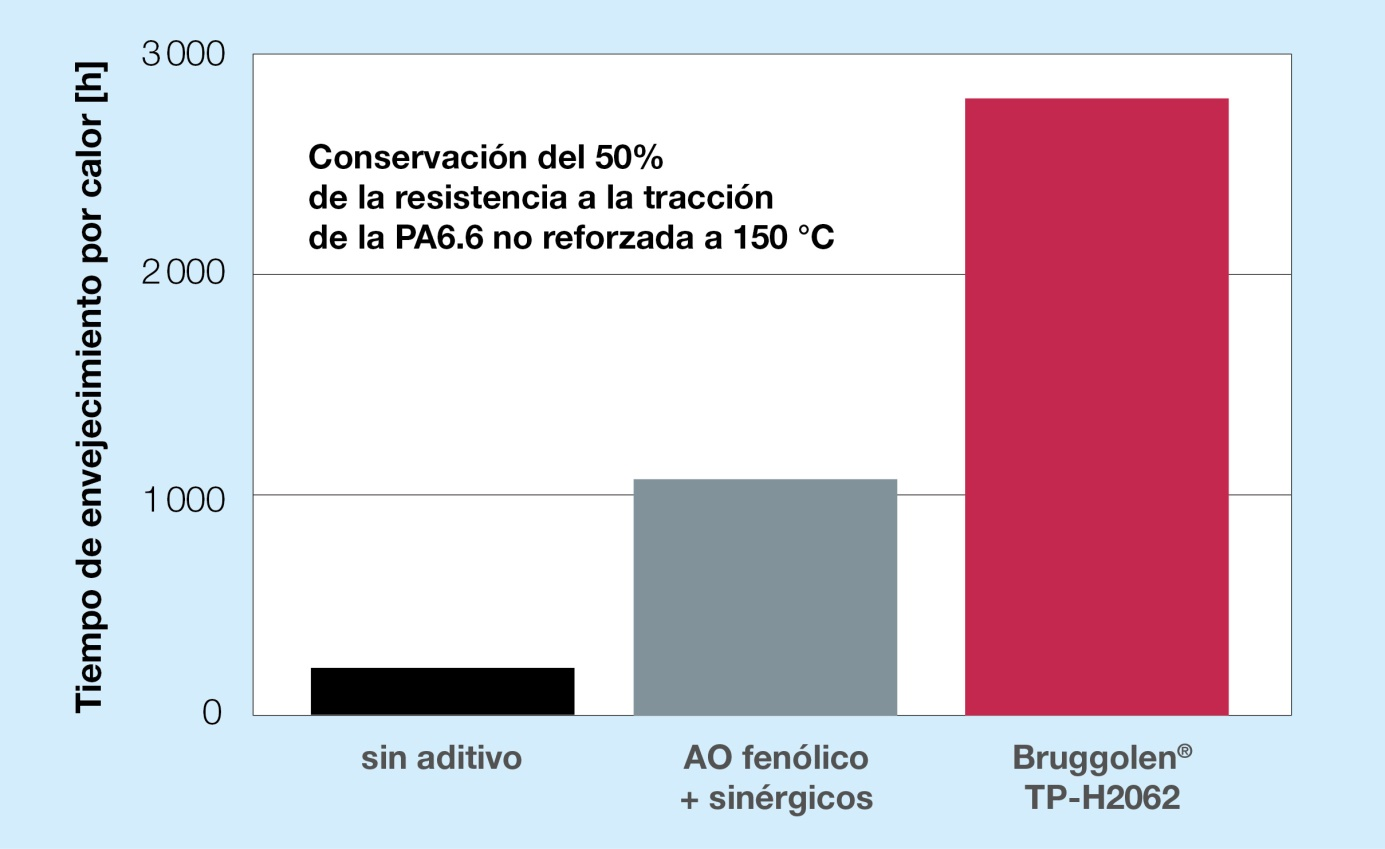 Tiempo de envejecimiento por calor [h]
3 000
2 000
1 000
0
Conservación del 50%
de la resistencia a la tracción
de la PA6.6 no reforzada a 150 °C
sin aditivo
AO fenólico
+ sinérgicos
Bruggolen®
TP-H2062